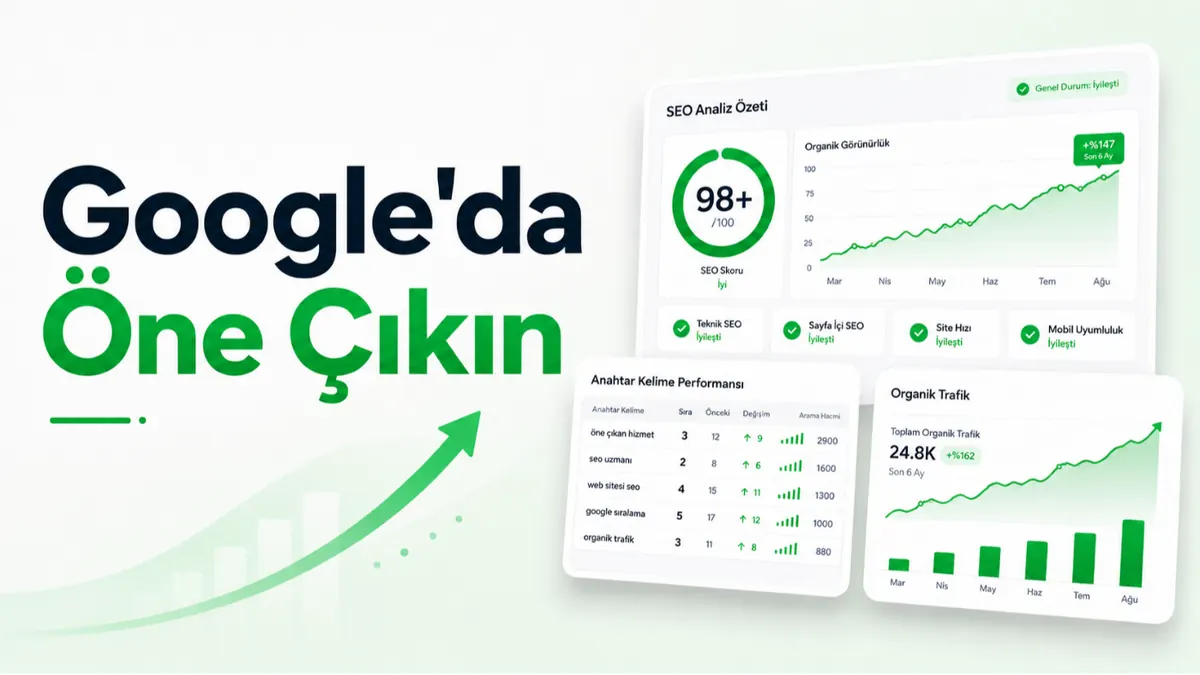 Google'da
Öne Çıkın
SEO Analiz Özeti
Genel Durum: İyileşti
98+
/100
SEO Skoru
İyi
Organik Görünürlük
+%147
Son 6 Ay
100
75
50
25
0
Mar Nis May Haz Tem Ağu
Teknik SEO
İyileşti
Sayfa İçi SEO
İyileşti
Site Hızı
İyileşti
Mobil Uyumluluk
İyileşti
Anahtar Kelime Performansı
Anahtar Kelime Sıra Önceki Değişim Arama Hacmi
öne çıkan hizmet 3 12 ↑ 9 2900
seo uzmanı 2 8 ↑ 6 1600
web sitesi seo 4 15 ↑ 11 1300
google sıralama 5 17 ↑ 12 1000
organik trafik 3 11 ↑ 8 880
Organik Trafik
Toplam Organik Trafik
24.8K +%162
Son 6 Ay
Mar Nis May Haz Tem Ağu